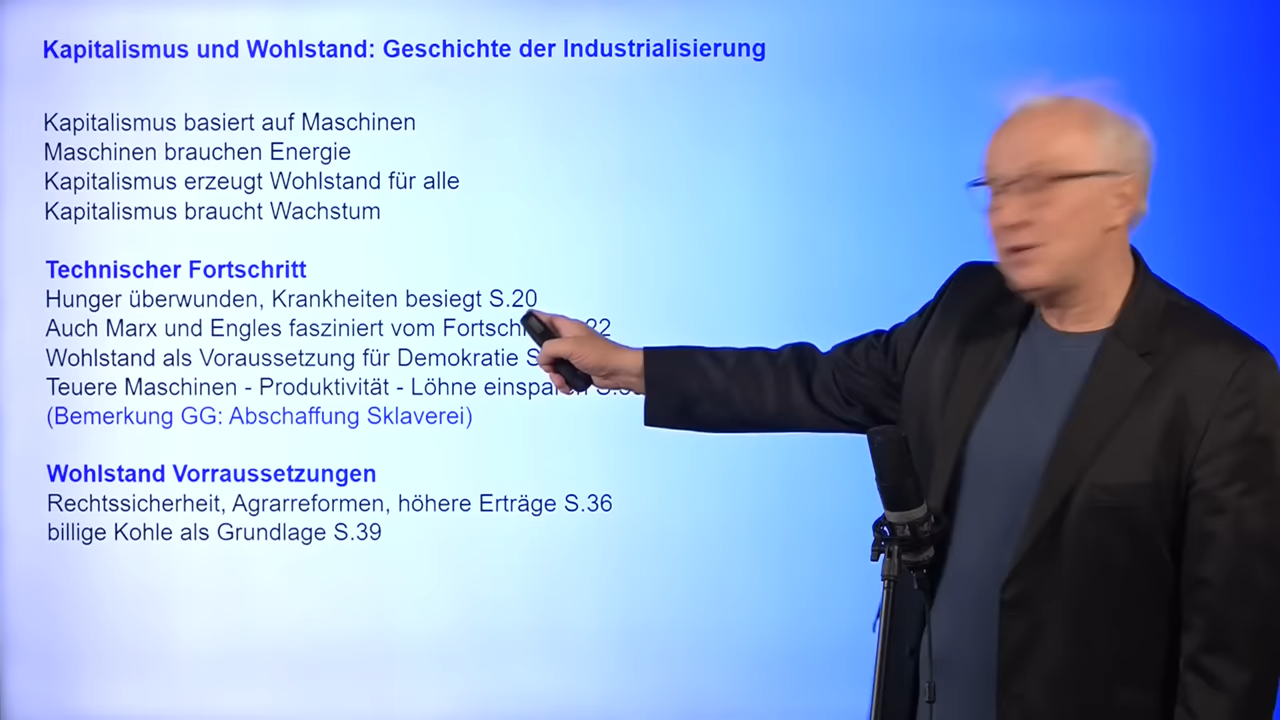 Kapitalismus und Wohlstand: Geschichte der Industrialisierung
Kapitalismus basiert auf Maschinen
Maschinen brauchen Energie
Kapitalismus erzeugt Wohlstand für alle
Kapitalismus braucht Wachstum
Technischer Fortschritt
Hunger überwunden, Krankheiten besiegt S.20
Auch Marx und Engles fasziniert vom 22
Wohlstand als Voraussetzung für Demokratie
Teuere Maschinen - Produktivität - Löhne
(Bemerkung GG: Abschaffung Sklaverei)
Wohlstand Vorraussetzungen
Rechtssicherheit, Agrarreformen, höhere Erträge S.36
billige Kohle als Grundlage S.39